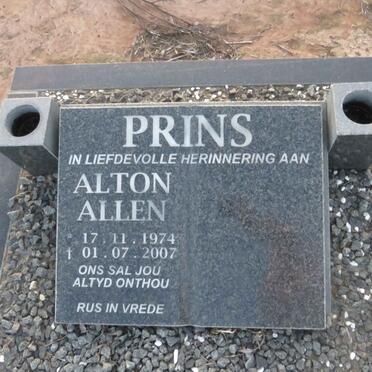 PRINS
IN LIEFDEVOLLE HERINNERING AAN
ALTON
ALLEN
* 17.11.1974
† 01.07.2007
ONS SAL JOU
ALTYD ONTHOU
RUS IN VREDE